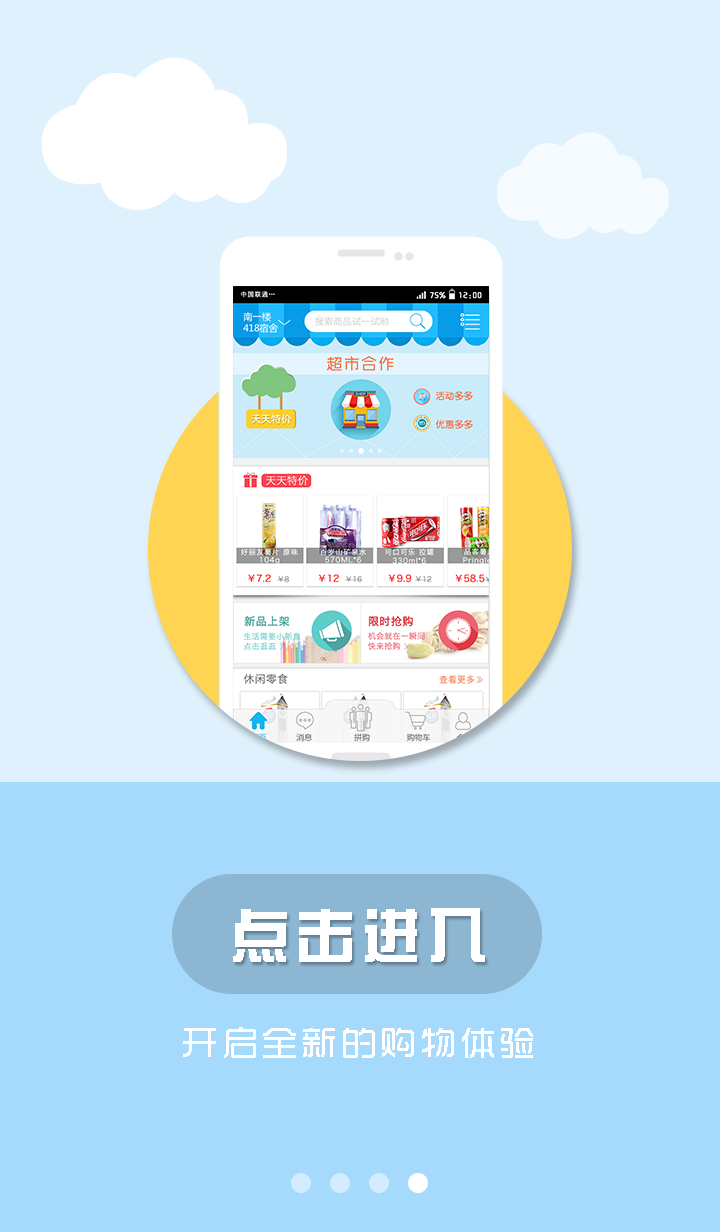 中国联通…
75%
12:00
南一楼
418宿舍
搜索商品试一试哟
SHOP
超市合作
天天特价
活动多多
优惠多多
天天特价
好丽友薯片 原味
104g
¥7.2 ¥8
百岁山矿泉水
570ML*6
¥12 ¥16
可口可乐 拉罐
330ml*6
¥9.9 ¥12
品客薯
Pringl
¥58.5
新品上架
生活需要小新意
点击逛逛
限时抢购
机会就在一瞬间
快来抢购
休闲零食
查看更多
消息
拼购
购物车
点击进入
开启全新的购物体验